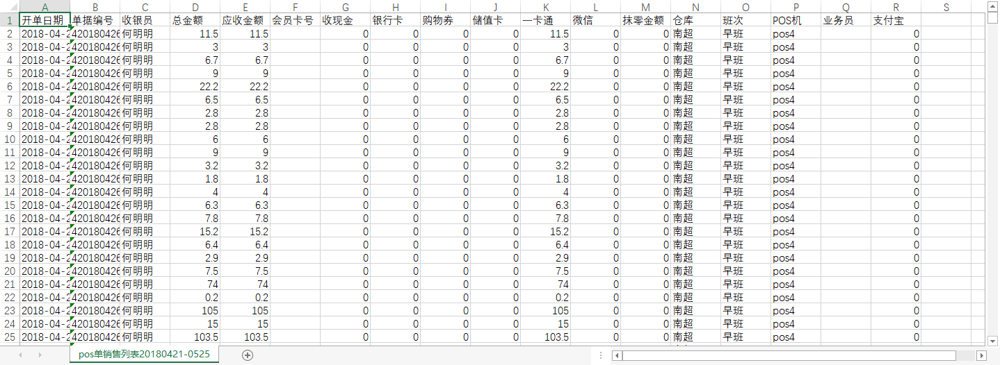 A B C D E F G H I J K L M N O P Q R S
1 开单日期 单据编号 收银员 总金额 应收金额 会员卡号 收现金 银行卡 购物券 储值卡 一卡通 微信 抹零金额 仓库 班次 POS机 业务员 支付宝
2 2018-04-2 420180426 何明明 11.5 11.5 0 0 0 0 11.5 0 0 南超 早班 pos4 0
3 2018-04-2 420180426 何明明 3 3 0 0 0 0 3 0 0 南超 早班 pos4 0
4 2018-04-2 420180426 何明明 6.7 6.7 0 0 0 0 6.7 0 0 南超 早班 pos4 0
5 2018-04-2 420180426 何明明 9 9 0 0 0 0 9 0 0 南超 早班 pos4 0
6 2018-04-2 420180426 何明明 22.2 22.2 0 0 0 0 22.2 0 0 南超 早班 pos4 0
7 2018-04-2 420180426 何明明 6.5 6.5 0 0 0 0 6.5 0 0 南超 早班 pos4 0
8 2018-04-2 420180426 何明明 2.8 2.8 0 0 0 0 2.8 0 0 南超 早班 pos4 0
9 2018-04-2 420180426 何明明 2.8 2.8 0 0 0 0 2.8 0 0 南超 早班 pos4 0
10 2018-04-2 420180426 何明明 6 6 0 0 0 0 6 0 0 南超 早班 pos4 0
11 2018-04-2 420180426 何明明 9 9 0 0 0 0 9 0 0 南超 早班 pos4 0
12 2018-04-2 420180426 何明明 3.2 3.2 0 0 0 0 3.2 0 0 南超 早班 pos4 0
13 2018-04-2 420180426 何明明 1.8 1.8 0 0 0 0 1.8 0 0 南超 早班 pos4 0
14 2018-04-2 420180426 何明明 4 4 0 0 0 0 4 0 0 南超 早班 pos4 0
15 2018-04-2 420180426 何明明 6.3 6.3 0 0 0 0 6.3 0 0 南超 早班 pos4 0
16 2018-04-2 420180426 何明明 7.8 7.8 0 0 0 0 7.8 0 0 南超 早班 pos4 0
17 2018-04-2 420180426 何明明 15.2 15.2 0 0 0 0 15.2 0 0 南超 早班 pos4 0
18 2018-04-2 420180426 何明明 6.4 6.4 0 0 0 0 6.4 0 0 南超 早班 pos4 0
19 2018-04-2 420180426 何明明 2.9 2.9 0 0 0 0 2.9 0 0 南超 早班 pos4 0
20 2018-04-2 420180426 何明明 7.5 7.5 0 0 0 0 7.5 0 0 南超 早班 pos4 0
21 2018-04-2 420180426 何明明 74 74 0 0 0 0 74 0 0 南超 早班 pos4 0
22 2018-04-2 420180426 何明明 0.2 0.2 0 0 0 0 0.2 0 0 南超 早班 pos4 0
23 2018-04-2 420180426 何明明 105 105 0 0 0 0 105 0 0 南超 早班 pos4 0
24 2018-04-2 420180426 何明明 15 15 0 0 0 0 15 0 0 南超 早班 pos4 0
25 2018-04-2 420180426 何明明 103.5 103.5 0 0 0 0 103.5 0 0 南超 早班 pos4 0
pos单销售列表20180421-0525